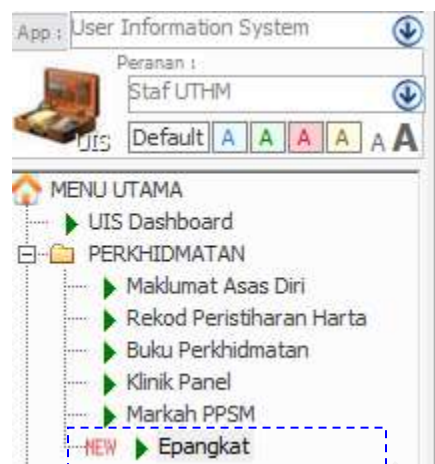 App : User Information System
Peranan :
Staf UTHM
UIS Default A A A A A A
MENU UTAMA
UIS Dashboard
PERKHIDMATAN
Maklumat Asas Diri
Rekod Peristiharan Harta
Buku Perkhidmatan
Klinik Panel
Markah PPSM
NEW Epangkat